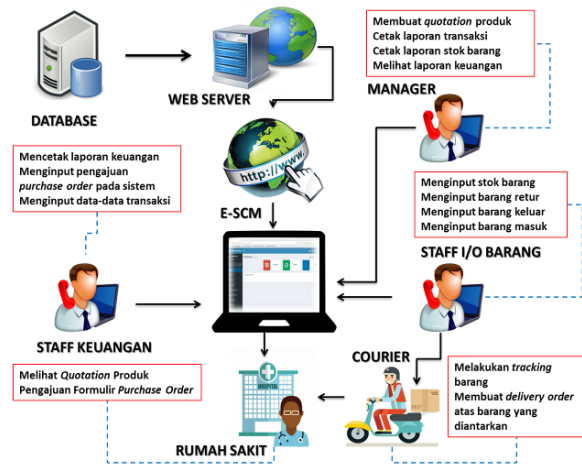 Membuat quotation produk
Cetak laporan transaksi
Cetak laporan stok barang
Melihat laporan keuangan
MANAGER
WEB SERVER
DATABASE
http://www.
E-SCM
Mencetak laporan keuangan
Menginput pengajuan
purchase order pada sistem
Menginput data-data transaksi
Menginput stok barang
Menginput barang retur
Menginput barang keluar
Menginput barang masuk
STAFF I/O BARANG
STAFF KEUANGAN
COURIER
Melihat Quotation Produk
Pengajuan Formulir Purchase Order
HOSPITAL
Melakukan tracking
barang
Membuat delivery order
atas barang yang
diantarkan
RUMAH SAKIT